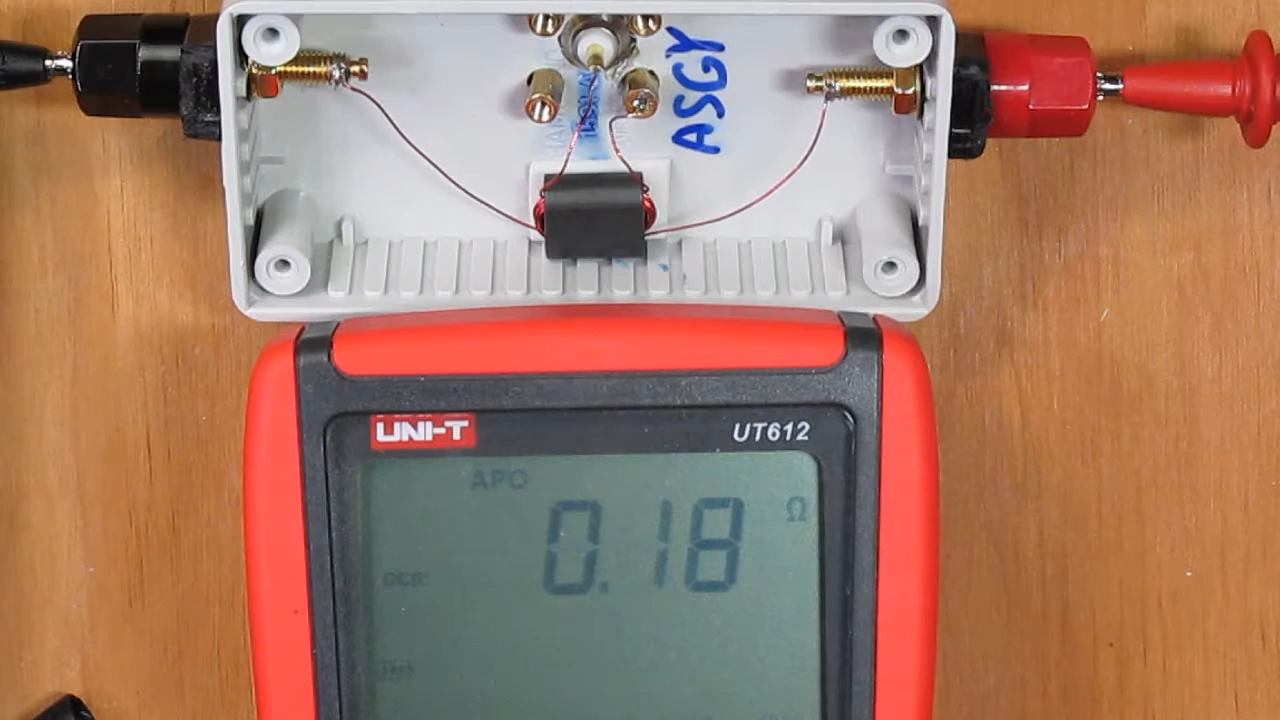 ASGY
UNI-T
UT612
APO
0.18 Ω
DCR